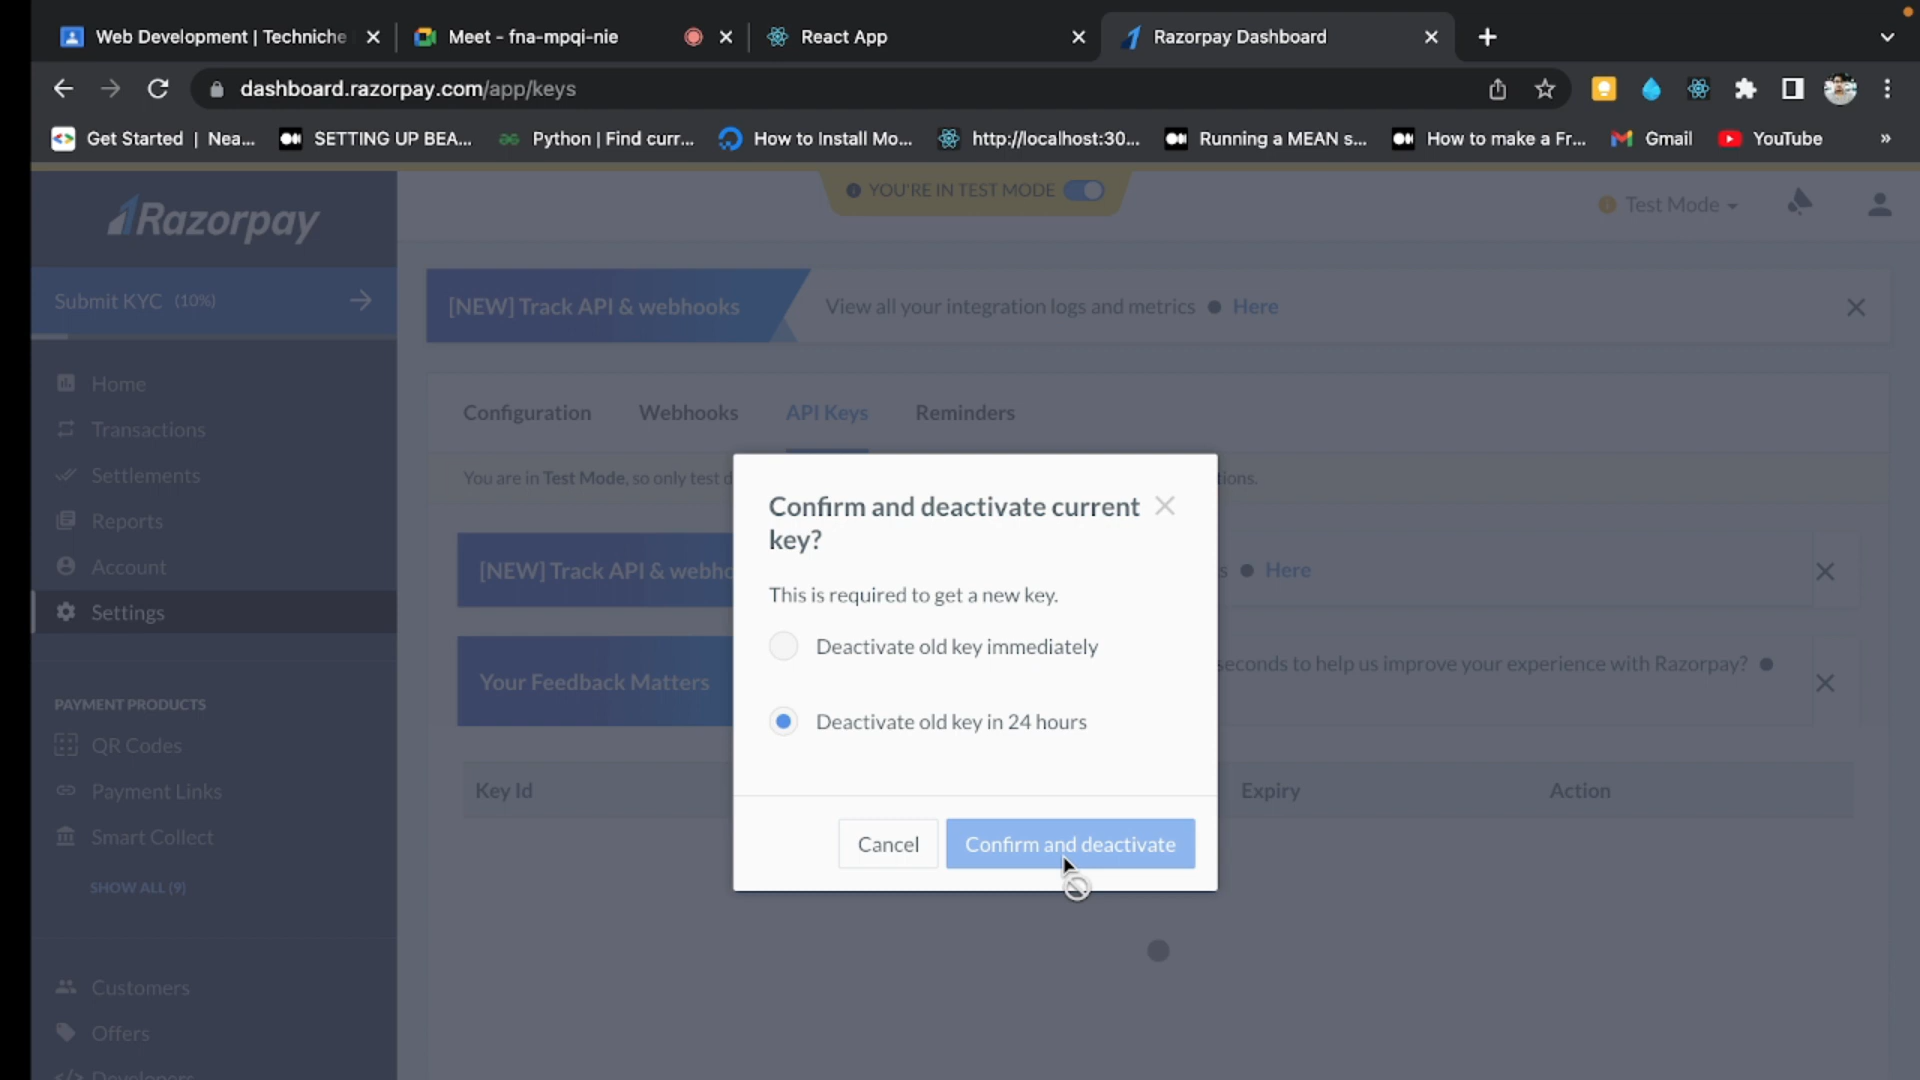 Web Development | Techniche
Meet - fna-mpqi-nie
React App
Razorpay Dashboard
dashboard.razorpay.com/app/keys
Get Started | Nea...
SETTING UP BEA...
Python | Find curr...
How to Install Mo...
http://localhost:30...
Running a MEAN s...
How to make a Fr...
Gmail
YouTube
»
Razorpay
YOU'RE IN TEST MODE
Test Mode
Submit KYC (10%)
[NEW] Track API & webhooks
View all your integration logs and metrics
Here
Home
Transactions
Settlements
Reports
Account
Settings
PAYMENT PRODUCTS
QR Codes
Payment Links
Smart Collect
SHOW ALL (9)
Customers
Offers
Developers
Configuration
Webhooks
API Keys
Reminders
You are in Test Mode, so only test d
tions.
[NEW] Track API & webho
s
Here
Your Feedback Matters
seconds to help us improve your experience with Razorpay?
Key Id
Expiry
Action
Confirm and deactivate current
key?
This is required to get a new key.
Deactivate old key immediately
Deactivate old key in 24 hours
Cancel
Confirm and deactivate